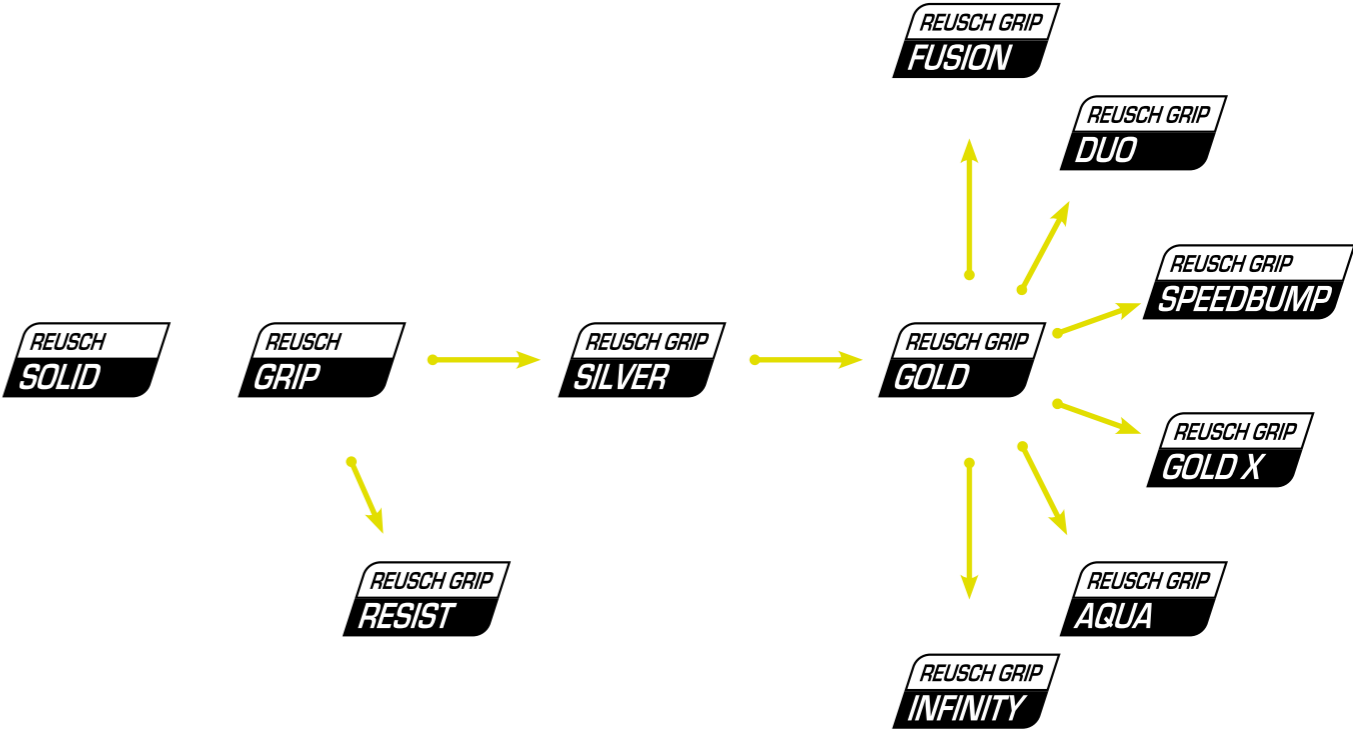 REUSCH GRIP
FUSION
REUSCH GRIP
DUO
REUSCH GRIP
SPEEDBUMP
REUSCH
SOLID
REUSCH
GRIP
REUSCH GRIP
SILVER
REUSCH GRIP
GOLD
REUSCH GRIP
GOLD X
REUSCH GRIP
RESIST
REUSCH GRIP
AQUA
REUSCH GRIP
INFINITY